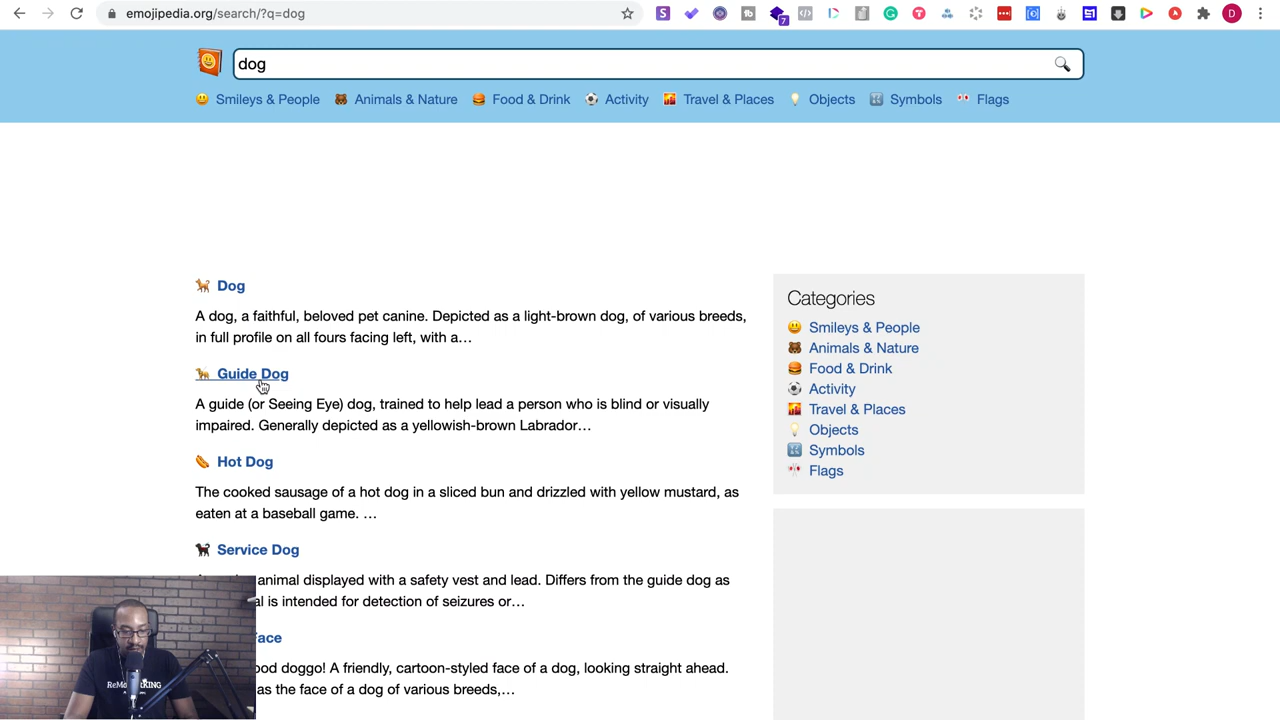 emojipedia.org/search/?q=dog
7
D
dog
Smileys & People Animals & Nature Food & Drink Activity Travel & Places Objects Symbols Flags
Dog
A dog, a faithful, beloved pet canine. Depicted as a light-brown dog, of various breeds,
in full profile on all fours facing left, with a…
Guide Dog
A guide (or Seeing Eye) dog, trained to help lead a person who is blind or visually
impaired. Generally depicted as a yellowish-brown Labrador…
Hot Dog
The cooked sausage of a hot dog in a sliced bun and drizzled with yellow mustard, as
eaten at a baseball game. …
Service Dog
animal displayed with a safety vest and lead. Differs from the guide dog as
is intended for detection of seizures or…
Face
doggo! A friendly, cartoon-styled face of a dog, looking straight ahead.
as the face of a dog of various breeds,…
Categories
Smileys & People
Animals & Nature
Food & Drink
Activity
Travel & Places
Objects
Symbols
Flags